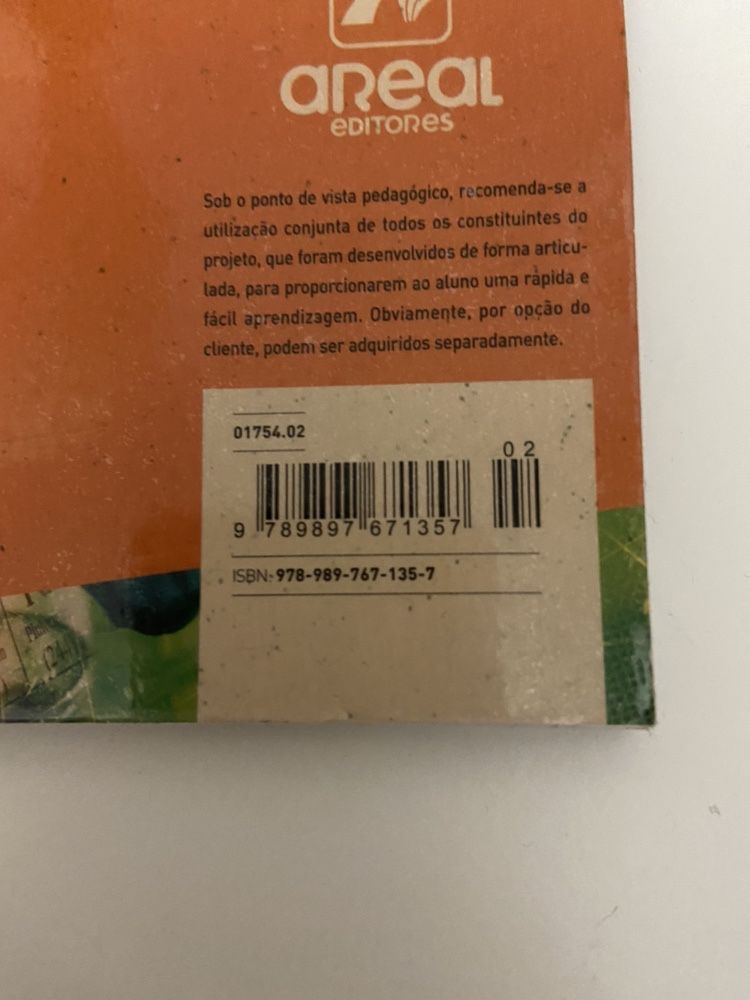 aReaL
EDITORes
Sob o ponto de vista pedagógico, recomenda-se a
utilização conjunta de todos os constituintes do
projeto, que foram desenvolvidos de forma articu-
lada, para proporcionarem ao aluno uma rápida e
fácil aprendizagem. Obviamente, por opção do
cliente, podem ser adquiridos separadamente.
01754.02
02
9 789897 671357
ISBN: 978-989-767-135-7